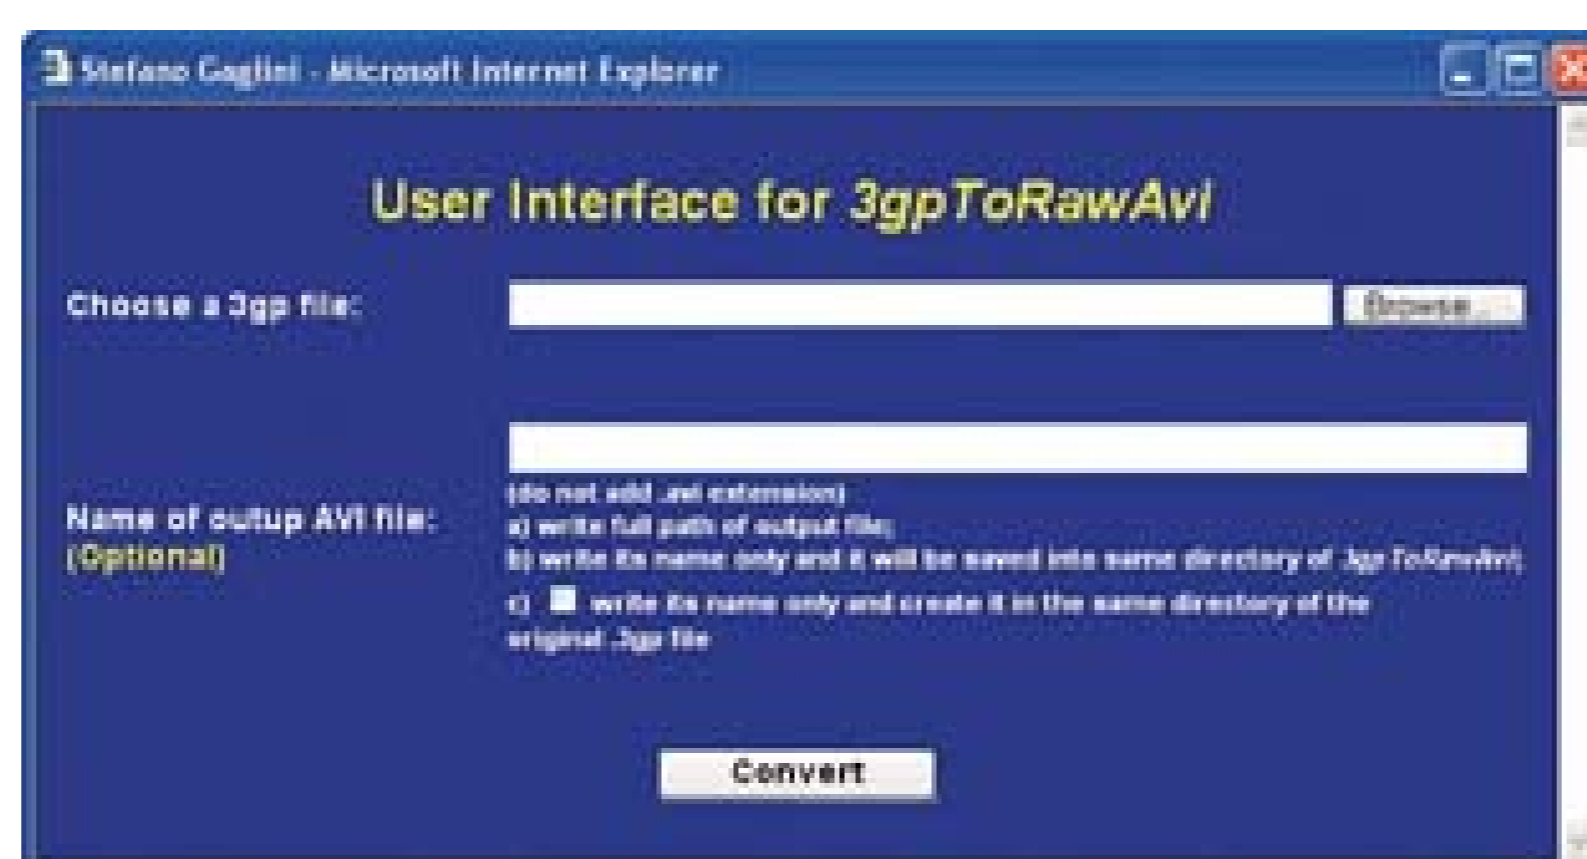 Stefano Gaglini - Microsoft Internet Explorer
User Interface for 3gpToRawAvi
Choose a 3gp file:
Browse...
Name of outup AVI file:
(Optional)
(do not add .avi extension)
a) write full path of output file;
b) write its name only and it will be saved into same directory of 3gpToRawAvi;
c) write its name only and create it in the same directory of the
original .3gp file
Convert